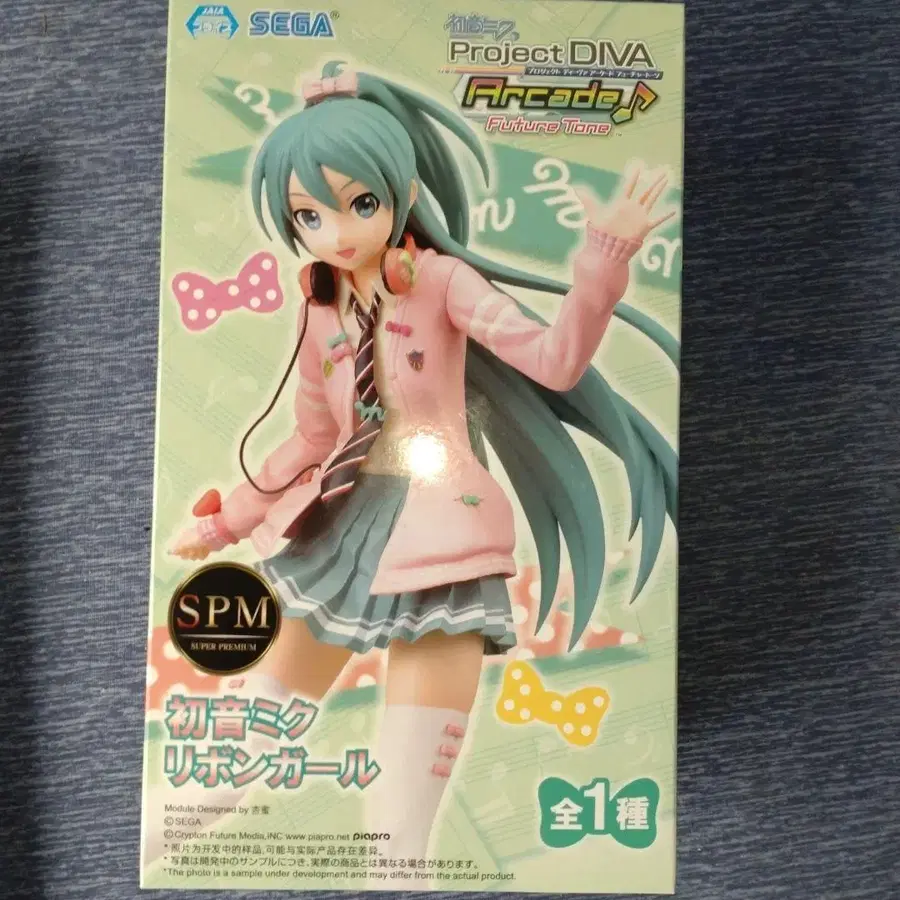 JAIA
プライズ
SEGA®
初音ミク
Project DIVA
プロジェクト ディーヴァ アーケード フューチャートーン
Arcade
Future Tone™
SPM
SUPER PREMIUM
初音ミク
リボンガール
全1種
Module Designed by 杏蜜
©SEGA
©Crypton Future Media,INC www.piapro.net piapro
*照片为开发中的样品,可能与实际产品存在差异。
*写真は開発中のサンプルにつき、実際の商品とは異なる場合があります。
*The photo is a sample under development and may differ from the actual product.